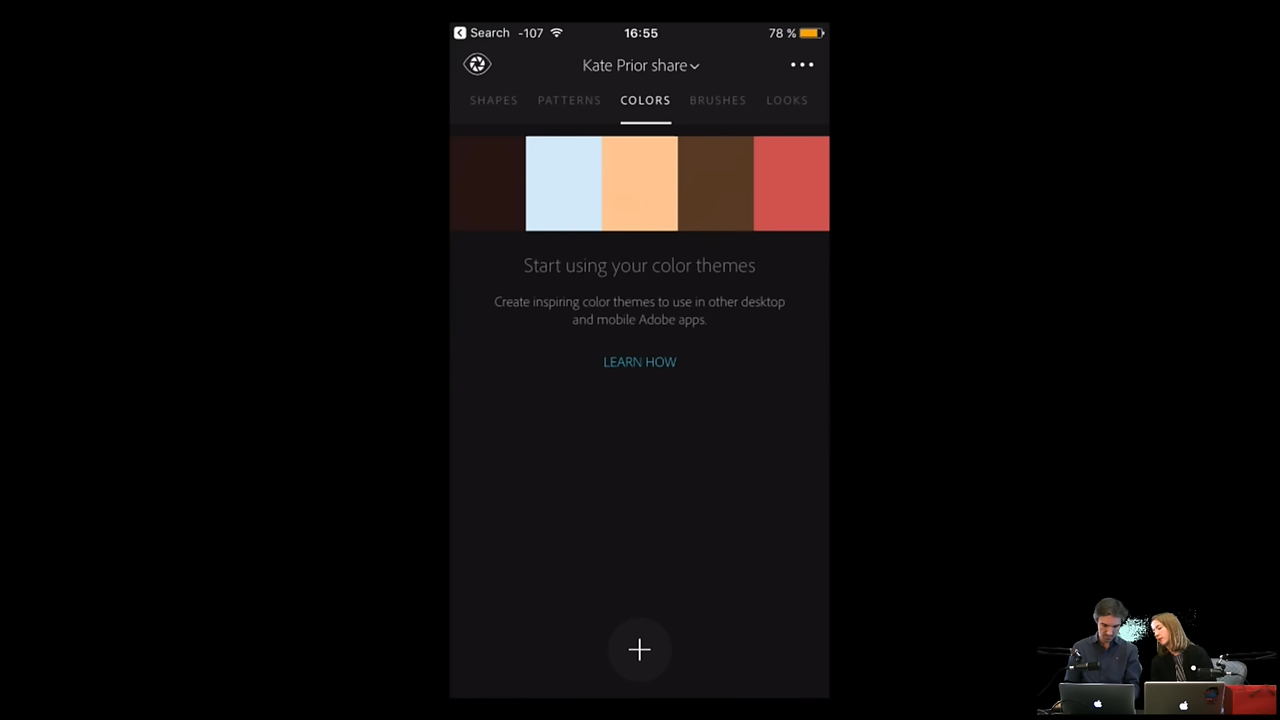 Search -107 16:55 78 %
Kate Prior share
SHAPES PATTERNS COLORS BRUSHES LOOKS
Start using your color themes
Create inspiring color themes to use in other desktop
and mobile Adobe apps.
LEARN HOW